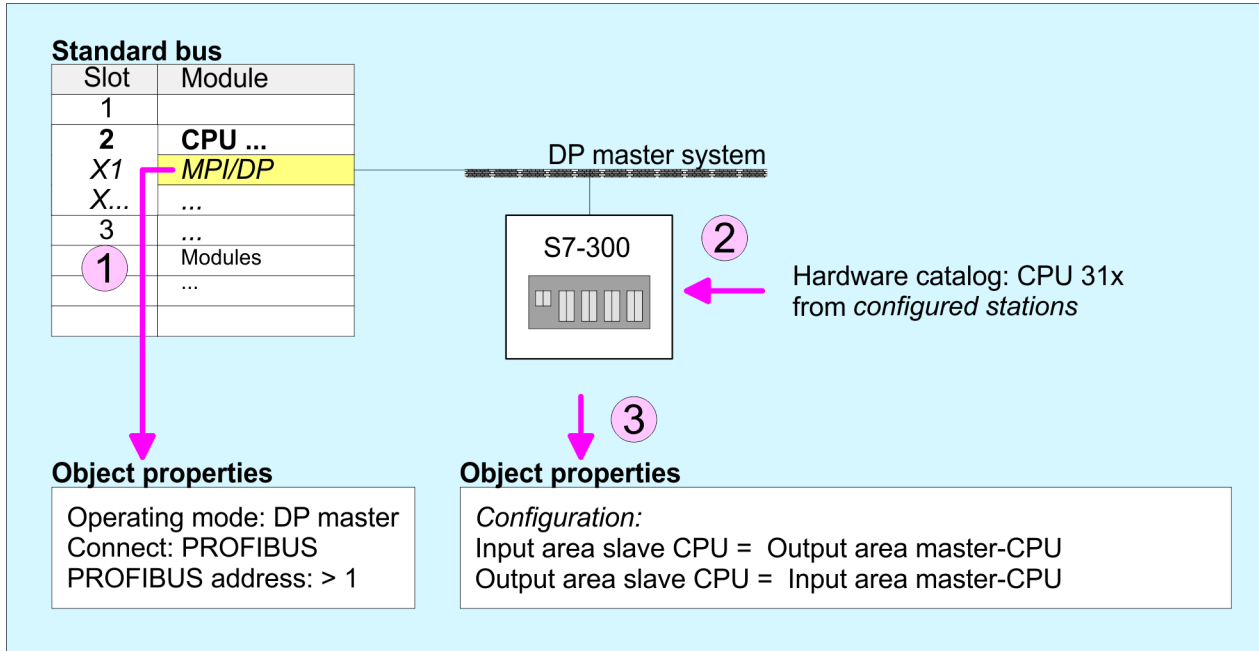 Standard bus
Slot Module
1
2 CPU ...
X1 MPI/DP
X... ...
3 ...
Modules
...
1
DP master system
S7-300
2
Hardware catalog: CPU 31x
from configured stations
3
Object properties
Operating mode: DP master
Connect: PROFIBUS
PROFIBUS address: > 1
Object properties
Configuration:
Input area slave CPU = Output area master-CPU
Output area slave CPU = Input area master-CPU